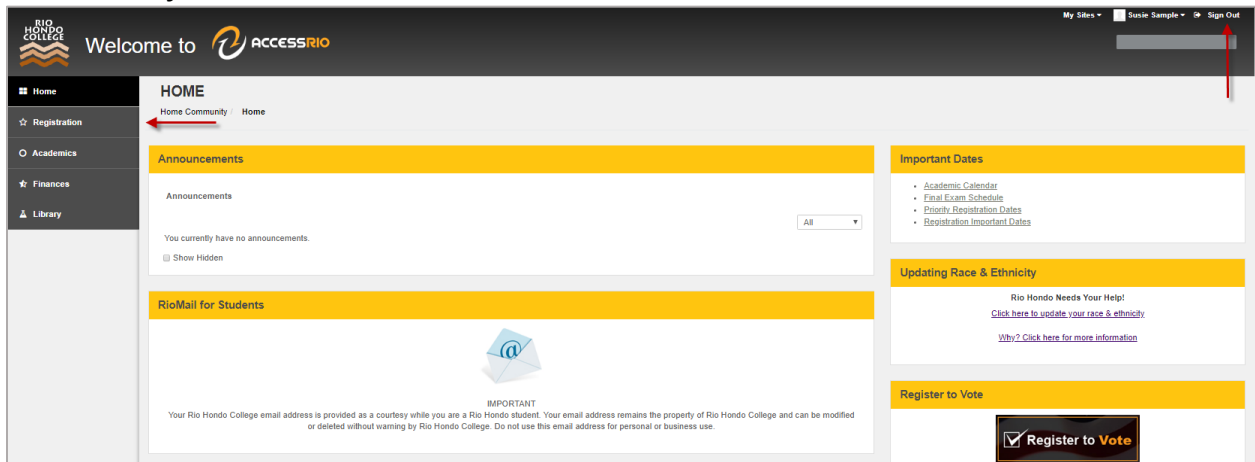 RIO
HONDO
COLLEGE
Welcome to ACCESSRIO
My Sites
Susie Sample
Sign Out
Home
Registration
Academics
Finances
Library
HOME
Home Community / Home
Announcements
Announcements
All
You currently have no announcements.
Show Hidden
RioMail for Students
@
IMPORTANT
Your Rio Hondo College email address is provided as a courtesy while you are a Rio Hondo student. Your email address remains the property of Rio Hondo College and can be modified
or deleted without warning by Rio Hondo College. Do not use this email address for personal or business use.
Important Dates
Academic Calendar
Final Exam Schedule
Priority Registration Dates
Registration Important Dates
Updating Race & Ethnicity
Rio Hondo Needs Your Help!
Click here to update your race & ethnicity
Why? Click here for more information
Register to Vote
Register to Vote